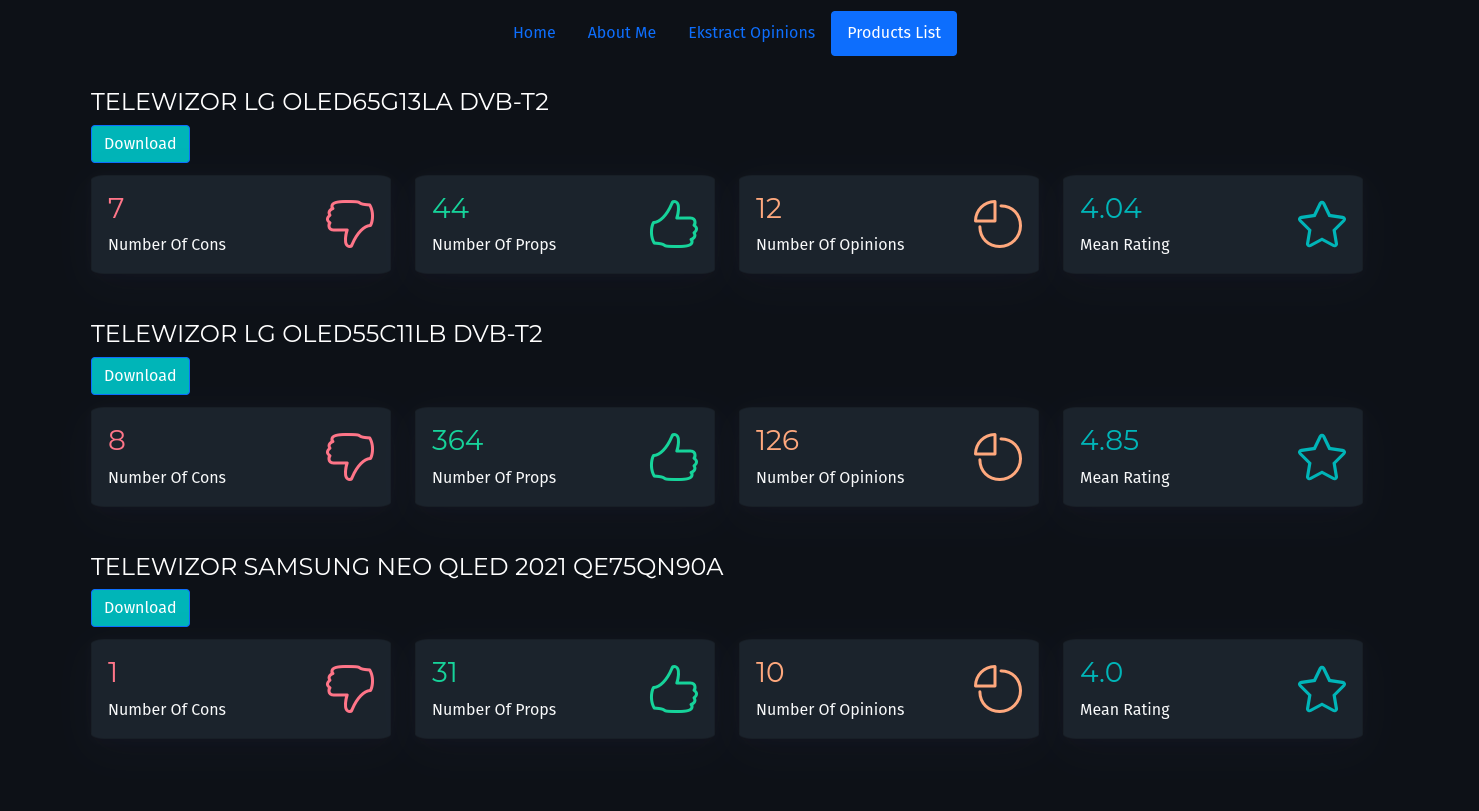 Home About Me Ekstract Opinions Products List
TELEWIZOR LG OLED65G13LA DVB-T2
Download
7 44 12 4.04
Number Of Cons Number Of Props Number Of Opinions Mean Rating
TELEWIZOR LG OLED55C11LB DVB-T2
Download
8 364 126 4.85
Number Of Cons Number Of Props Number Of Opinions Mean Rating
TELEWIZOR SAMSUNG NEO QLED 2021 QE75QN90A
Download
1 31 10 4.0
Number Of Cons Number Of Props Number Of Opinions Mean Rating